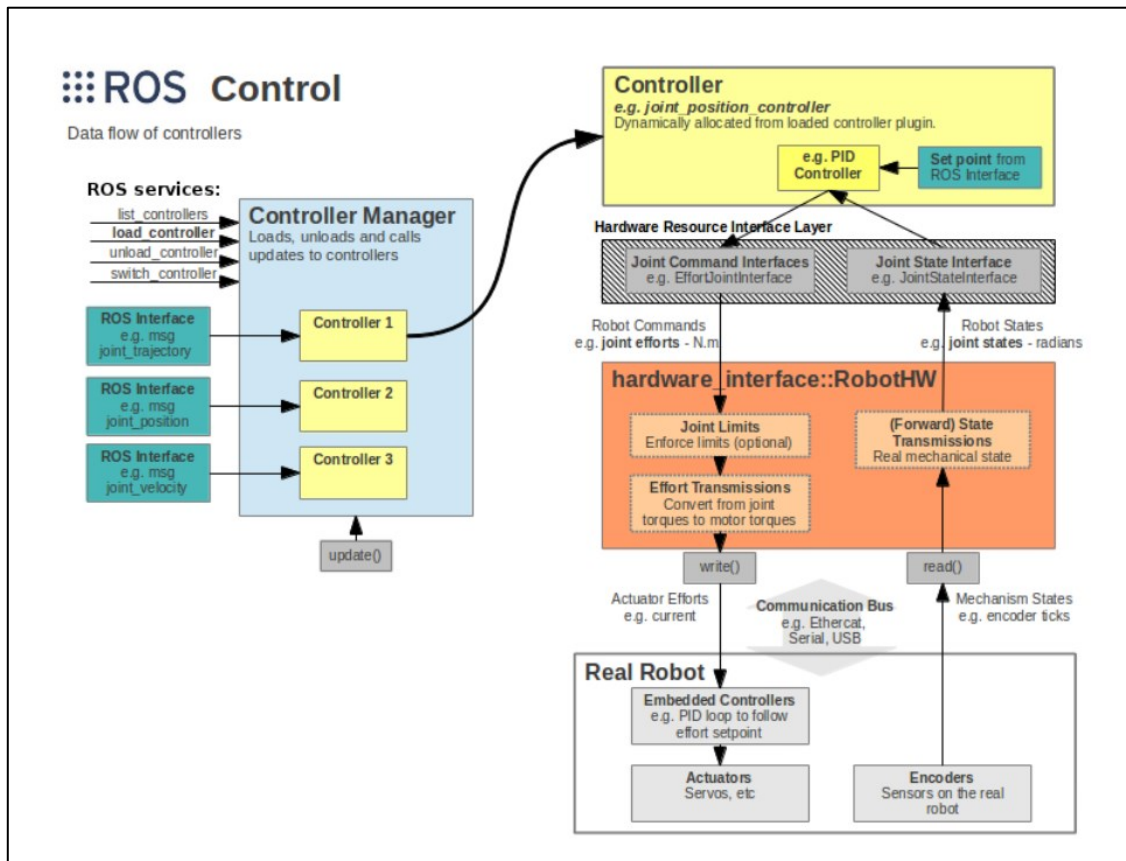 ROS Control
Data flow of controllers
ROS services:
list_controllers
load_controller
unload_controller
switch_controller
Controller Manager
Loads, unloads and calls
updates to controllers
ROS Interface
e.g. msg
joint_trajectory
Controller 1
ROS Interface
e.g. msg
joint_position
Controller 2
ROS Interface
e.g. msg
joint_velocity
Controller 3
update()
Controller
e.g. joint_position_controller
Dynamically allocated from loaded controller plugin.
e.g. PID
Controller
Set point from
ROS Interface
Hardware Resource Interface Layer
Joint Command Interfaces
e.g. EffortJointInterface
Joint State Interface
e.g. JointStateInterface
Robot Commands
e.g. joint efforts - N.m
Robot States
e.g. joint states - radians
hardware_interface::RobotHW
Joint Limits
Enforce limits (optional)
(Forward) State
Transmissions
Real mechanical state
Effort Transmissions
Convert from joint
torques to motor torques
write()
read()
Actuator Efforts
e.g. current
Communication Bus
e.g. Ethercat,
Serial, USB
Mechanism States
e.g. encoder ticks
Real Robot
Embedded Controllers
e.g. PID loop to follow
effort setpoint
Actuators
Servos, etc
Encoders
Sensors on the real
robot